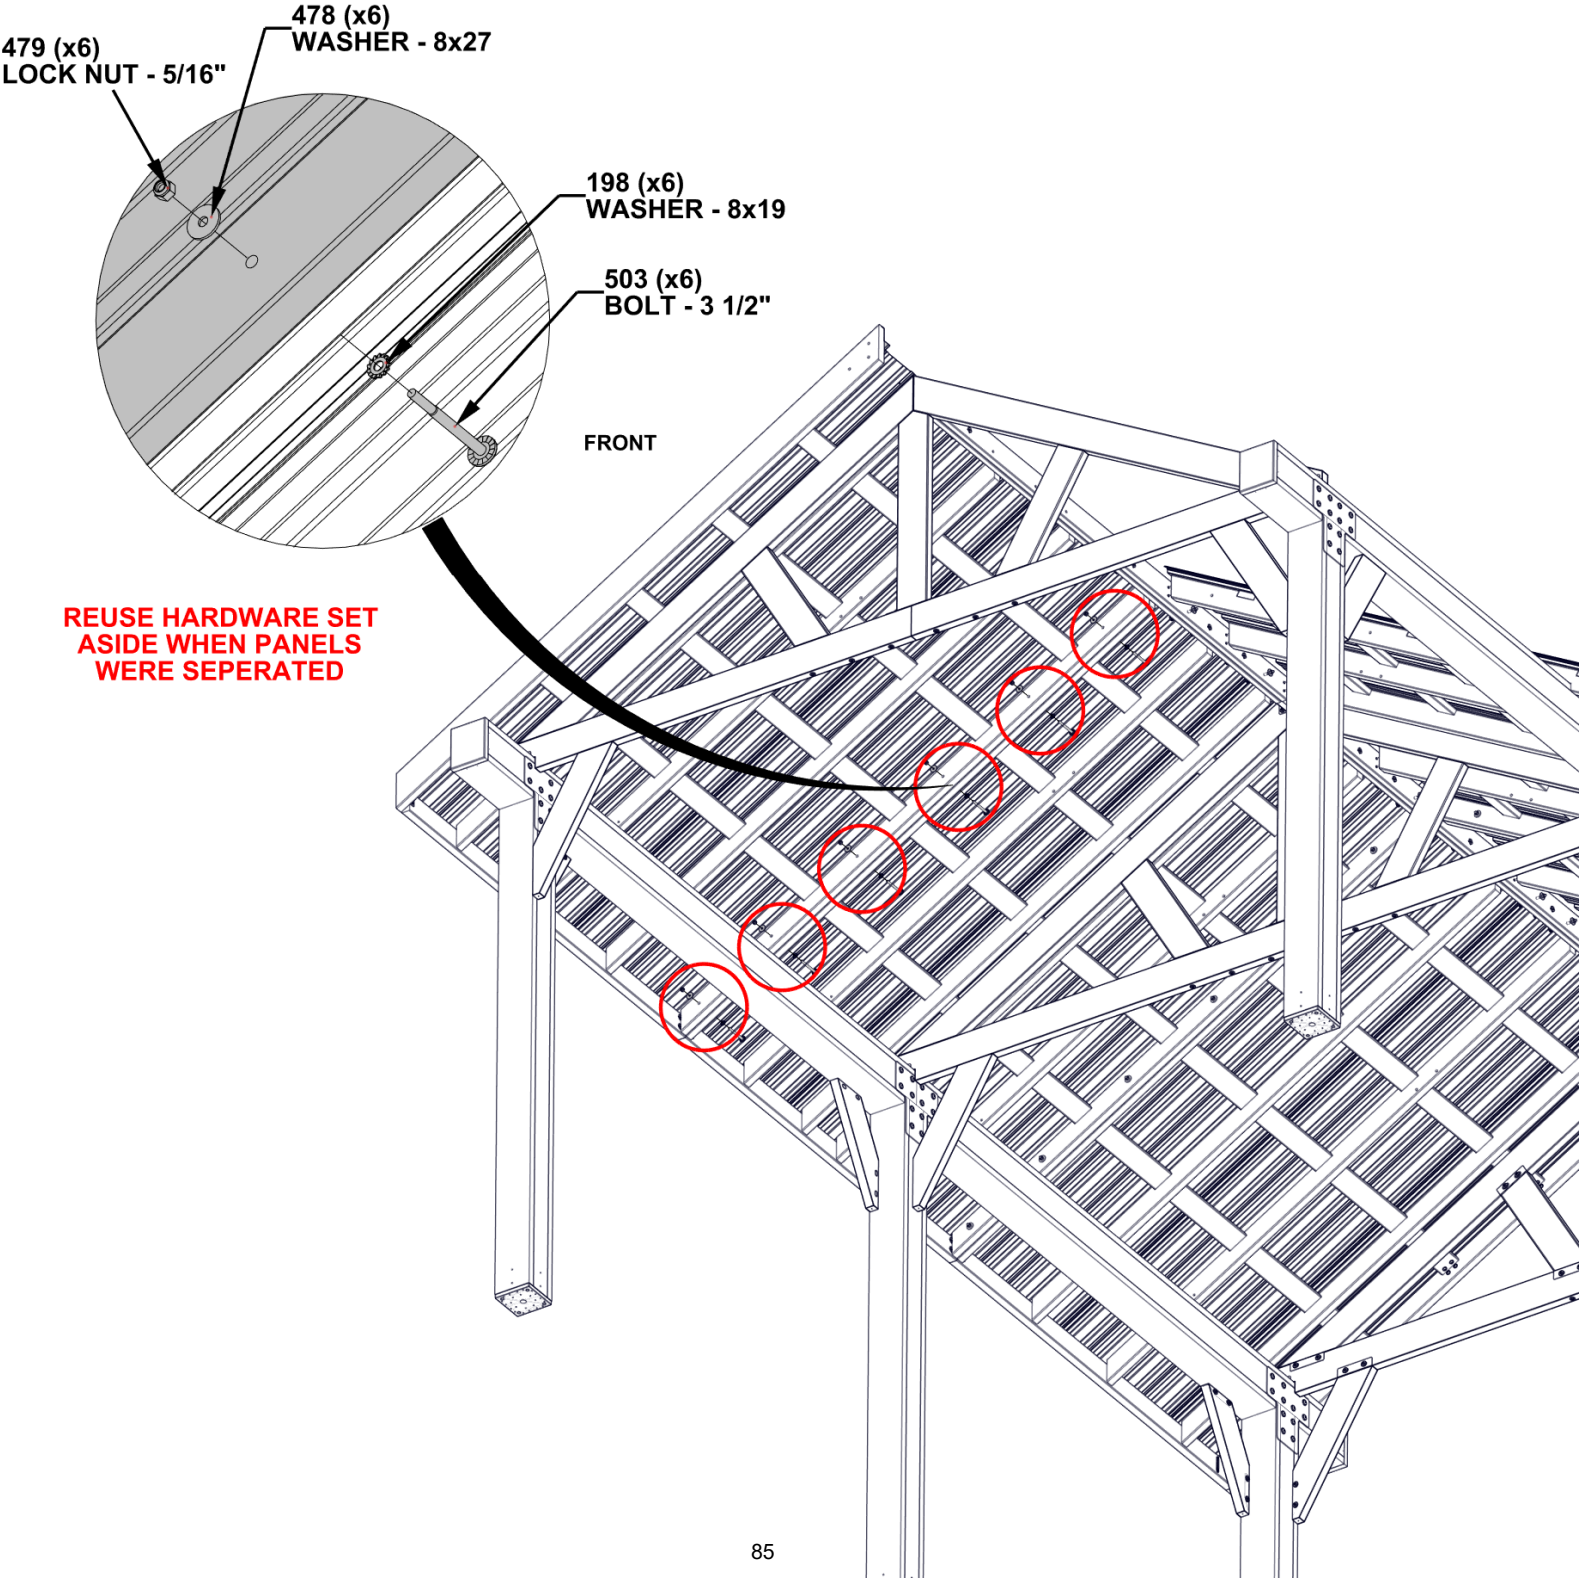 478 (x6)
WASHER - 8x27
479 (x6)
LOCK NUT - 5/16"
198 (x6)
WASHER - 8x19
503 (x6)
BOLT - 3 1/2"
FRONT
REUSE HARDWARE SET
ASIDE WHEN PANELS
WERE SEPERATED
85